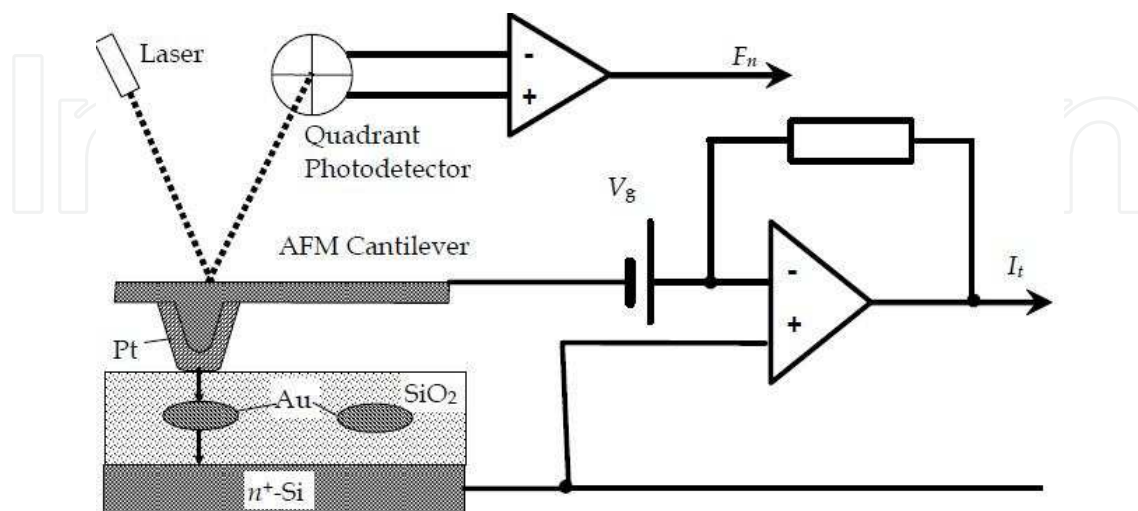 Laser
Quadrant
Photodetector
-
+
Fn
Vg
AFM Cantilever
-
+
It
Pt
SiO2
Au
n+-Si